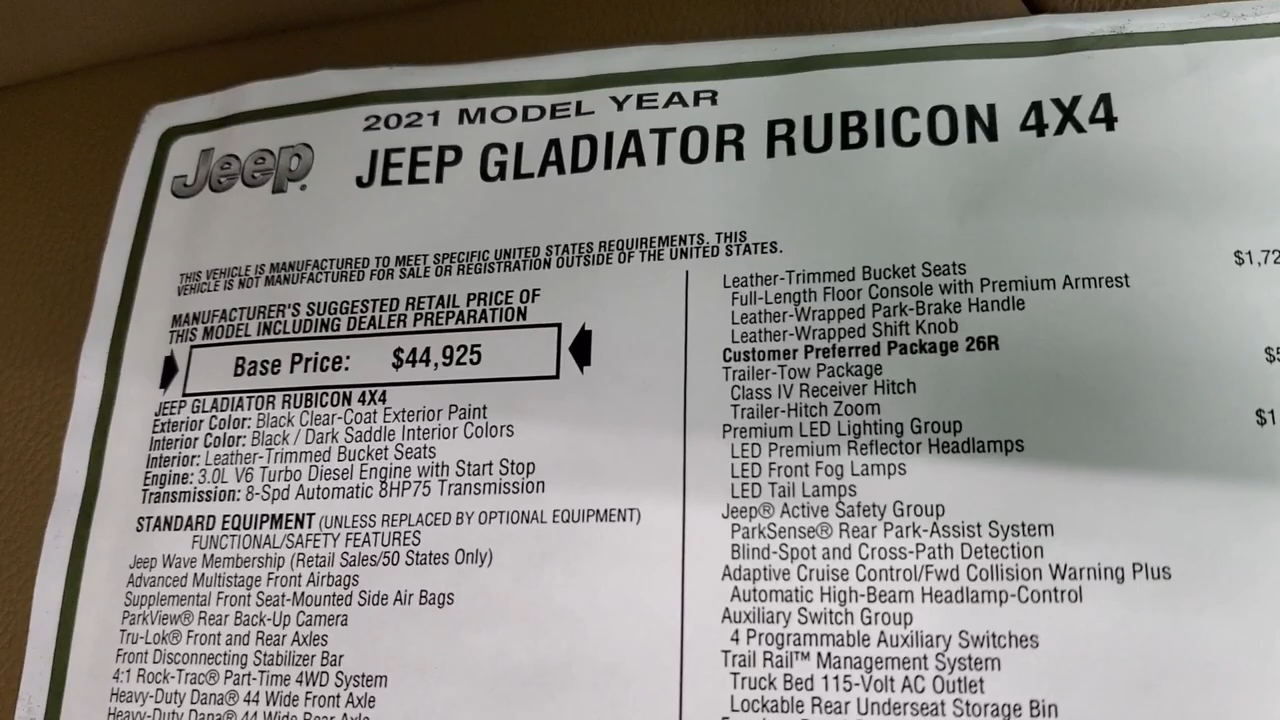 2021 MODEL YEAR
Jeep
JEEP GLADIATOR RUBICON 4X4
THIS VEHICLE IS MANUFACTURED TO MEET SPECIFIC UNITED STATES REQUIREMENTS. THIS
VEHICLE IS NOT MANUFACTURED FOR SALE OR REGISTRATION OUTSIDE OF THE UNITED STATES.
MANUFACTURER'S SUGGESTED RETAIL PRICE OF
THIS MODEL INCLUDING DEALER PREPARATION
Base Price: $44,925
JEEP GLADIATOR RUBICON 4X4
Exterior Color: Black Clear-Coat Exterior Paint
Interior Color: Black / Dark Saddle Interior Colors
Interior: Leather-Trimmed Bucket Seats
Engine: 3.0L V6 Turbo Diesel Engine with Start Stop
Transmission: 8-Spd Automatic 8HP75 Transmission
STANDARD EQUIPMENT (UNLESS REPLACED BY OPTIONAL EQUIPMENT)
FUNCTIONAL/SAFETY FEATURES
Jeep Wave Membership (Retail Sales/50 States Only)
Advanced Multistage Front Airbags
Supplemental Front Seat-Mounted Side Air Bags
ParkView® Rear Back-Up Camera
Tru-Lok® Front and Rear Axles
Front Disconnecting Stabilizer Bar
4:1 Rock-Trac® Part-Time 4WD System
Heavy-Duty Dana® 44 Wide Front Axle
Heavy-Duty Dana® 44 Wide Rear Axle
Leather-Trimmed Bucket Seats $1,72
Full-Length Floor Console with Premium Armrest
Leather-Wrapped Park-Brake Handle
Leather-Wrapped Shift Knob
Customer Preferred Package 26R
Trailer-Tow Package $5
Class IV Receiver Hitch
Trailer-Hitch Zoom
Premium LED Lighting Group $1
LED Premium Reflector Headlamps
LED Front Fog Lamps
LED Tail Lamps
Jeep® Active Safety Group
ParkSense® Rear Park-Assist System
Blind-Spot and Cross-Path Detection
Adaptive Cruise Control/Fwd Collision Warning Plus
Automatic High-Beam Headlamp-Control
Auxiliary Switch Group
4 Programmable Auxiliary Switches
Trail Rail™ Management System
Truck Bed 115-Volt AC Outlet
Lockable Rear Underseat Storage Bin